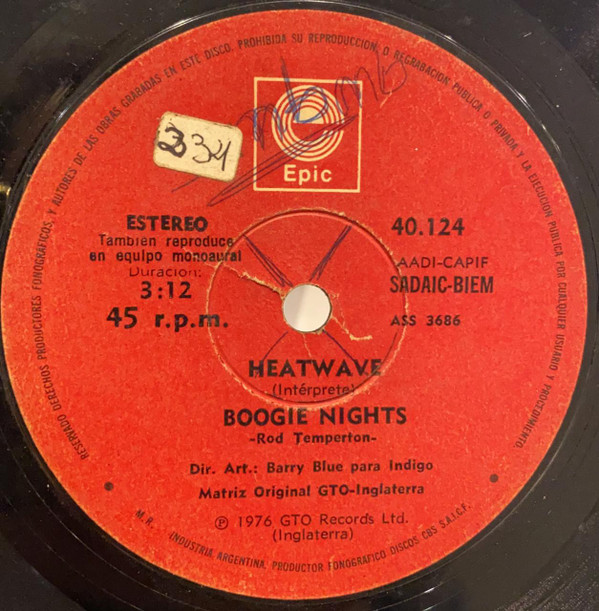 RESERVADO DERECHOS PRODUCTORES FONOGRAFICOS, Y AUTORES DE LAS OBRAS GRABADAS EN ESTE DISCO. PROHIBIDA SU REPRODUCCION, O REGRABACION PUBLICA O PRIVADA Y LA EJECUCION PUBLICA POR CUALQUIER USUARIO Y PROCEDIMIENTO.
334
Epic
ESTEREO
Tambien reproduce
en equipo monoaural
Duracion:
3:12
45 r.p.m.
40.124
AADI-CAPIF
SADAIC-BIEM
ASS 3686
HEATWAVE
(Intérprete)
BOOGIE NIGHTS
-Rod Temperton-
Dir. Art.: Barry Blue para Indigo
Matriz Original GTO-Inglaterra
℗ 1976 GTO Records Ltd.
(Inglaterra)
M. R. INDUSTRIA ARGENTINA. PRODUCTOR FONOGRAFICO DISCOS CBS S.A.I.C.F.